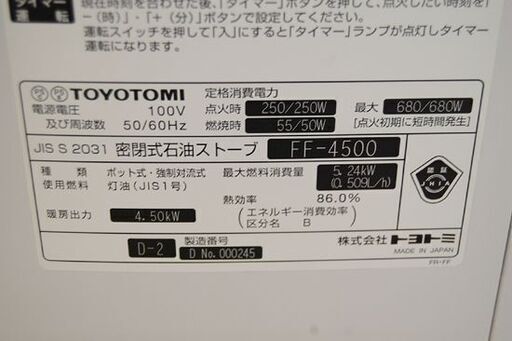 タイマー運転
現在時刻を合わせた後、「タイマー」ボタンを押し、点火したい時刻を「
－(時)」・「＋(分)」ボタンで設定してください。
運転スイッチを押して「入」にすると「タイマー」ランプが点灯しタイマー
運転します。
TOYOTOMI
電源電圧 100V
及び周波数 50/60Hz
定格消費電力
点火時 250/250W 最大 680/680W
燃焼時 55/50W [点火初期に短時間発生]
JIS S 2031 密閉式石油ストーブ FF-4500
種類 ポット式・強制対流式
使用燃料 灯油(JIS1号)
暖房出力 4.50kW
最大燃料消費量 5.24kW
(0.509L/h)
熱効率 86.0%
(エネルギー消費効率)
区分名 B
認証
JHIA
D-2 製造番号
D No.000245
株式会社トヨトミ
MADE IN JAPAN
FR-FF